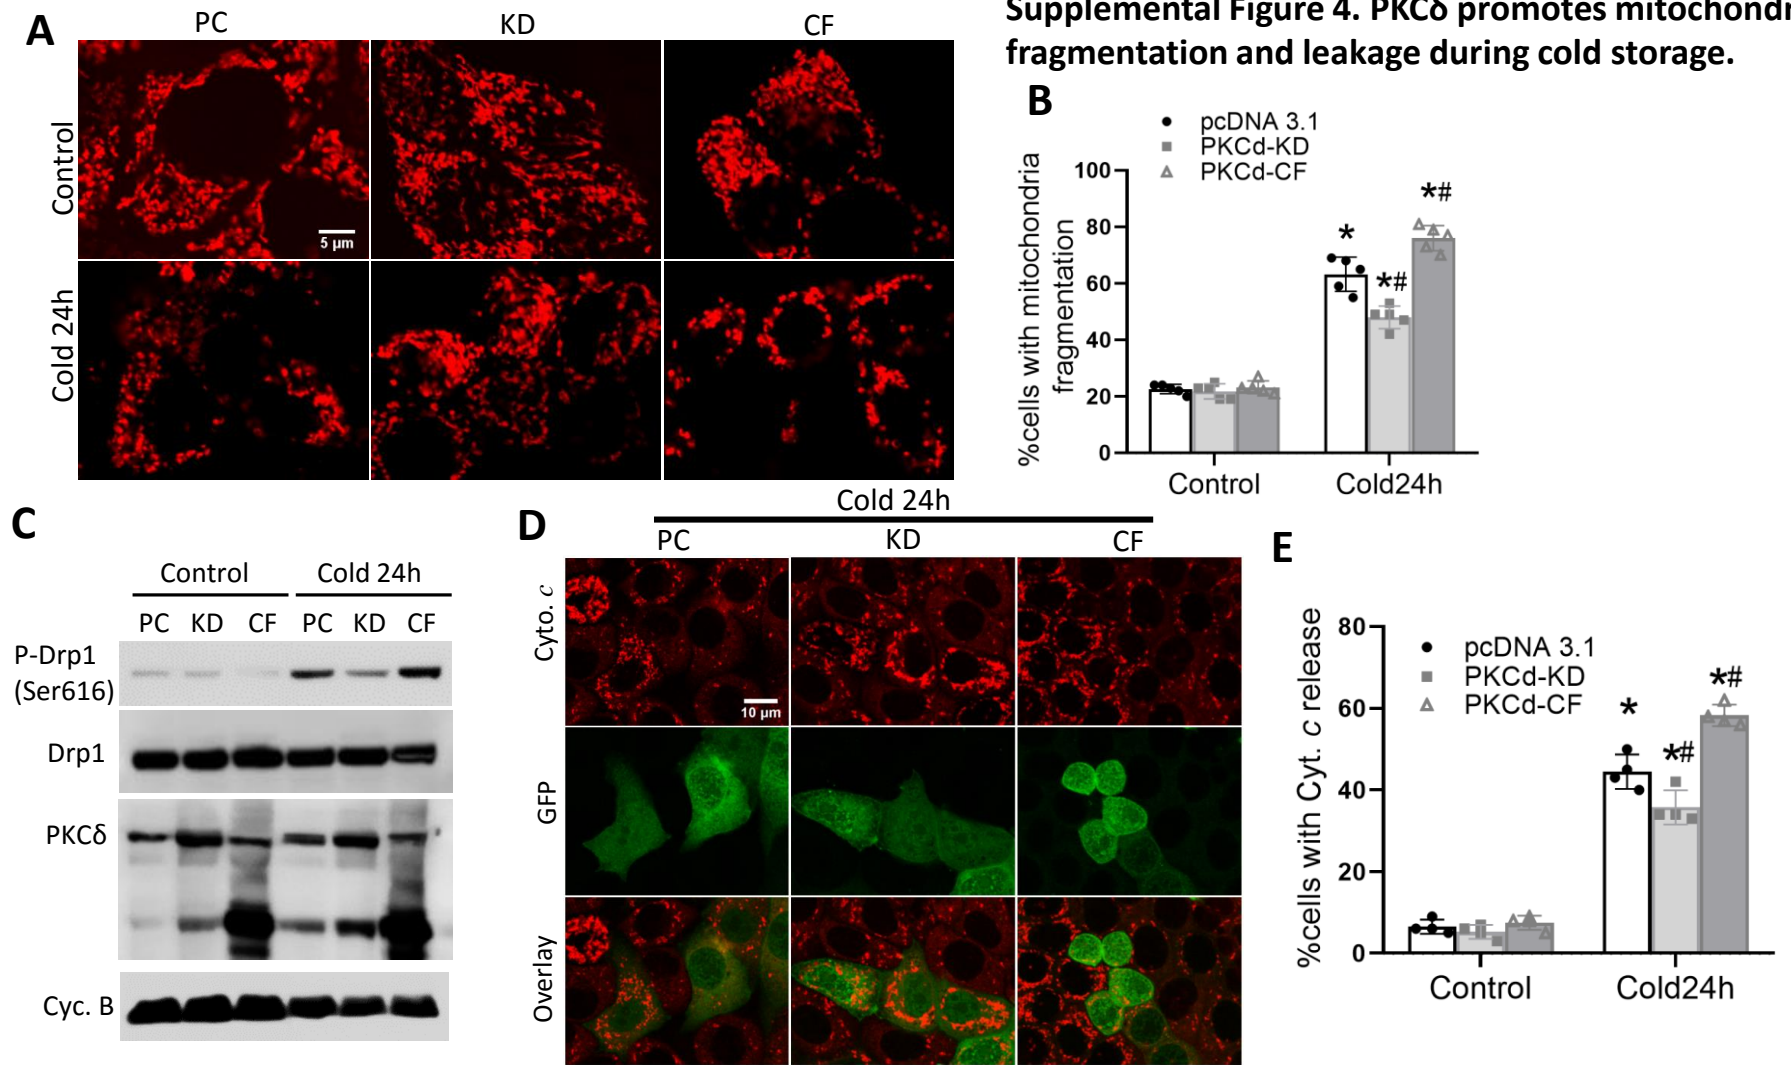 Supplemental Figure 4. PKCδ promotes mitochondri
fragmentation and leakage during cold storage.
A
PC KD CF
Control
Cold 24h
5 µm
B
pcDNA 3.1
PKCd-KD
PKCd-CF
%cells with mitochondria
fragmentation
100
80
60
40
20
0
* *# *#
Control Cold24h
C
Control Cold 24h
PC KD CF PC KD CF
P-Drp1
(Ser616)
Drp1
PKCδ
Cyc. B
D
Cold 24h
PC KD CF
Cyto. c
GFP
Overlay
10 µm
E
pcDNA 3.1
PKCd-KD
PKCd-CF
%cells with Cyt. c release
80
60
40
20
0
* *# *#
Control Cold24h